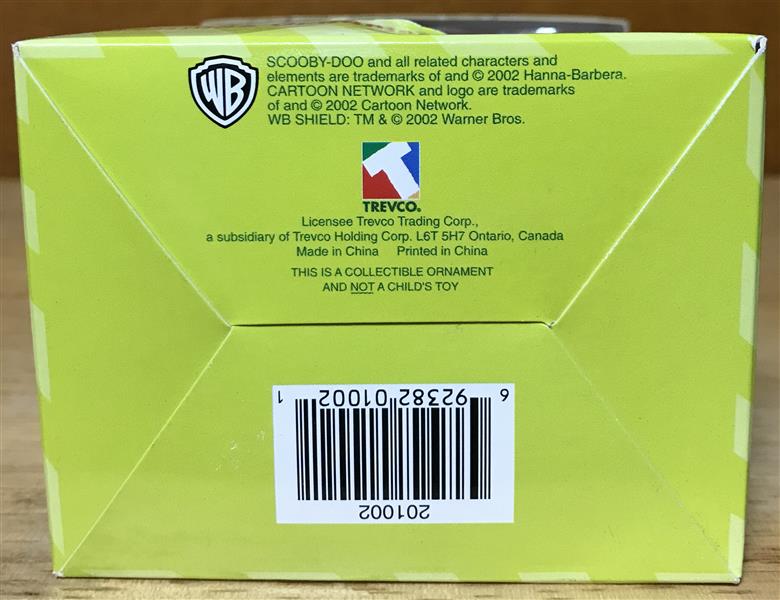 WB
SCOOBY-DOO and all related characters and
elements are trademarks of and © 2002 Hanna-Barbera.
CARTOON NETWORK and logo are trademarks
of and © 2002 Cartoon Network.
WB SHIELD: TM & © 2002 Warner Bros.
T
TREVCO®
Licensee Trevco Trading Corp.,
a subsidiary of Trevco Holding Corp. L6T 5H7 Ontario, Canada
Made in China Printed in China
THIS IS A COLLECTIBLE ORNAMENT
AND NOT A CHILD'S TOY
201002
6 92382 01002 1